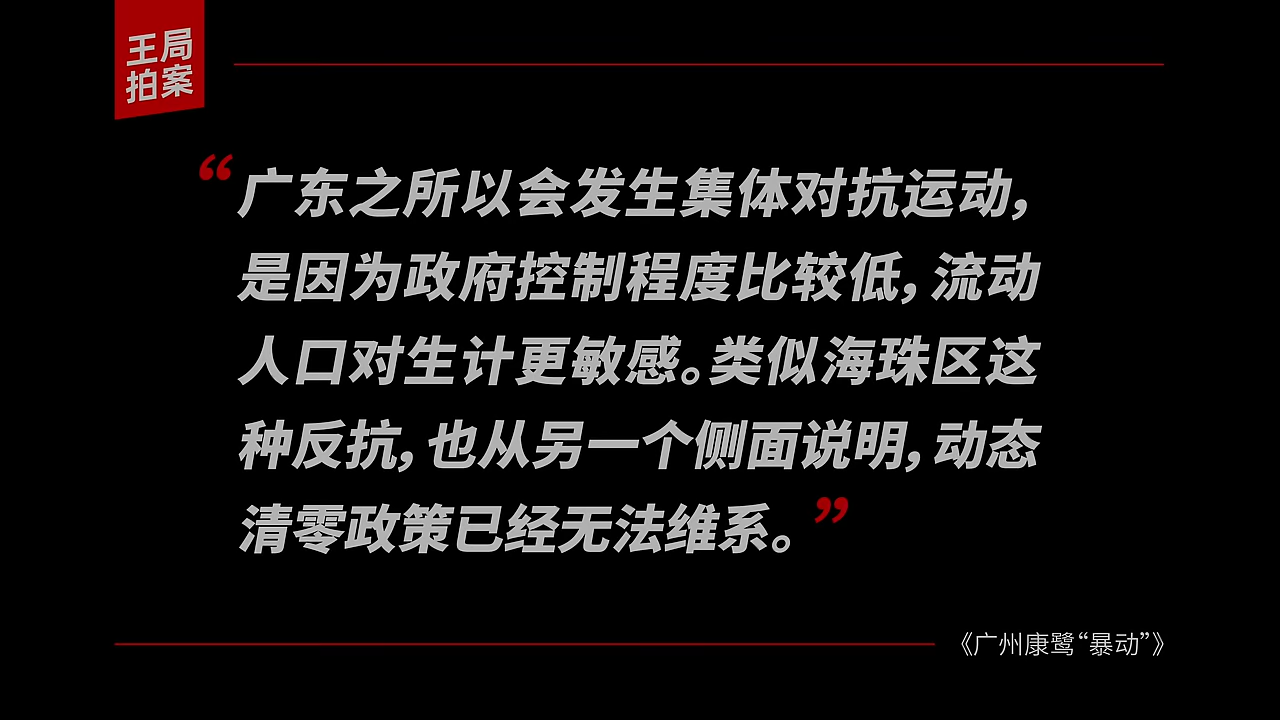 王局
拍案
“广东之所以会发生集体对抗运动，
是因为政府控制程度比较低，流动
人口对生计更敏感。类似海珠区这
种反抗，也从另一个侧面说明，动态
清零政策已经无法维系。”
《广州康鹭“暴动”》